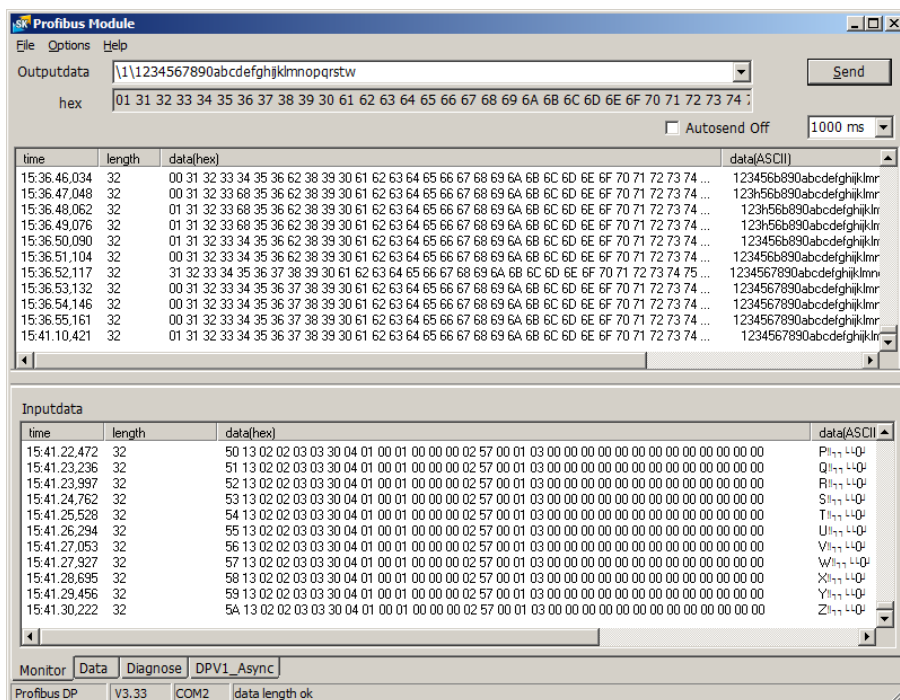 SK Profibus Module
File Options Help
Outputdata \1\1234567890abcdefghijklmnopqrstw Send
hex 01 31 32 33 34 35 36 37 38 39 30 61 62 63 64 65 66 67 68 69 6A 6B 6C 6D 6E 6F 70 71 72 73 74
Autosend Off 1000 ms
time length data(hex) data(ASCII)
15:36.46,034 32 00 31 32 33 34 35 36 62 38 39 30 61 62 63 64 65 66 67 68 69 6A 6B 6C 6D 6E 6F 70 71 72 73 74 ... 123456b890abcdefghijklmr
15:36.47,048 32 00 31 32 33 68 35 36 62 38 39 30 61 62 63 64 65 66 67 68 69 6A 6B 6C 6D 6E 6F 70 71 72 73 74 ... 123h56b890abcdefghijklmr
15:36.48,062 32 01 31 32 33 68 35 36 62 38 39 30 61 62 63 64 65 66 67 68 69 6A 6B 6C 6D 6E 6F 70 71 72 73 74 ... 123h56b890abcdefghijklr
15:36.49,076 32 01 31 32 33 68 35 36 62 38 39 30 61 62 63 64 65 66 67 68 69 6A 6B 6C 6D 6E 6F 70 71 72 73 74 ... 123h56b890abcdefghijklr
15:36.50,090 32 01 31 32 33 34 35 36 62 38 39 30 61 62 63 64 65 66 67 68 69 6A 6B 6C 6D 6E 6F 70 71 72 73 74 ... 123456b890abcdefghijklr
15:36.51,104 32 00 31 32 33 34 35 36 62 38 39 30 61 62 63 64 65 66 67 68 69 6A 6B 6C 6D 6E 6F 70 71 72 73 74 ... 123456b890abcdefghijklmr
15:36.52,117 32 31 32 33 34 35 36 37 38 39 30 61 62 63 64 65 66 67 68 69 6A 6B 6C 6D 6E 6F 70 71 72 73 74 75 ... 1234567890abcdefghijklmn
15:36.53,132 32 00 31 32 33 34 35 36 37 38 39 30 61 62 63 64 65 66 67 68 69 6A 6B 6C 6D 6E 6F 70 71 72 73 74 ... 1234567890abcdefghijklmr
15:36.54,146 32 00 31 32 33 34 35 36 37 38 39 30 61 62 63 64 65 66 67 68 69 6A 6B 6C 6D 6E 6F 70 71 72 73 74 ... 1234567890abcdefghijklmr
15:36.55,161 32 00 31 32 33 34 35 36 37 38 39 30 61 62 63 64 65 66 67 68 69 6A 6B 6C 6D 6E 6F 70 71 72 73 74 ... 1234567890abcdefghijklmr
15:41.10,421 32 01 31 32 33 34 35 36 37 38 39 30 61 62 63 64 65 66 67 68 69 6A 6B 6C 6D 6E 6F 70 71 72 73 74 ... 1234567890abcdefghijklr
Inputdata
time length data(hex) data(ASCII
15:41.22,472 32 50 13 02 02 03 03 30 04 01 00 01 00 00 00 02 57 00 01 03 00 00 00 00 00 00 00 00 00 00 00 00 00 P‼┐┐└└0┘
15:41.23,236 32 51 13 02 02 03 03 30 04 01 00 01 00 00 00 02 57 00 01 03 00 00 00 00 00 00 00 00 00 00 00 00 00 Q‼┐┐└└0┘
15:41.23,997 32 52 13 02 02 03 03 30 04 01 00 01 00 00 00 02 57 00 01 03 00 00 00 00 00 00 00 00 00 00 00 00 00 R‼┐┐└└0┘
15:41.24,762 32 53 13 02 02 03 03 30 04 01 00 01 00 00 00 02 57 00 01 03 00 00 00 00 00 00 00 00 00 00 00 00 00 S‼┐┐└└0┘
15:41.25,528 32 54 13 02 02 03 03 30 04 01 00 01 00 00 00 02 57 00 01 03 00 00 00 00 00 00 00 00 00 00 00 00 00 T‼┐┐└└0┘
15:41.26,294 32 55 13 02 02 03 03 30 04 01 00 01 00 00 00 02 57 00 01 03 00 00 00 00 00 00 00 00 00 00 00 00 00 U‼┐┐└└0┘
15:41.27,053 32 56 13 02 02 03 03 30 04 01 00 01 00 00 00 02 57 00 01 03 00 00 00 00 00 00 00 00 00 00 00 00 00 V‼┐┐└└0┘
15:41.27,927 32 57 13 02 02 03 03 30 04 01 00 01 00 00 00 02 57 00 01 03 00 00 00 00 00 00 00 00 00 00 00 00 00 W‼┐┐└└0┘
15:41.28,695 32 58 13 02 02 03 03 30 04 01 00 01 00 00 00 02 57 00 01 03 00 00 00 00 00 00 00 00 00 00 00 00 00 X‼┐┐└└0┘
15:41.29,456 32 59 13 02 02 03 03 30 04 01 00 01 00 00 00 02 57 00 01 03 00 00 00 00 00 00 00 00 00 00 00 00 00 Y‼┐┐└└0┘
15:41.30,222 32 5A 13 02 02 03 03 30 04 01 00 01 00 00 00 02 57 00 01 03 00 00 00 00 00 00 00 00 00 00 00 00 00 Z‼┐┐└└0┘
Monitor Data Diagnose DPV1_Async
Profibus DP V3.33 COM2 data length ok